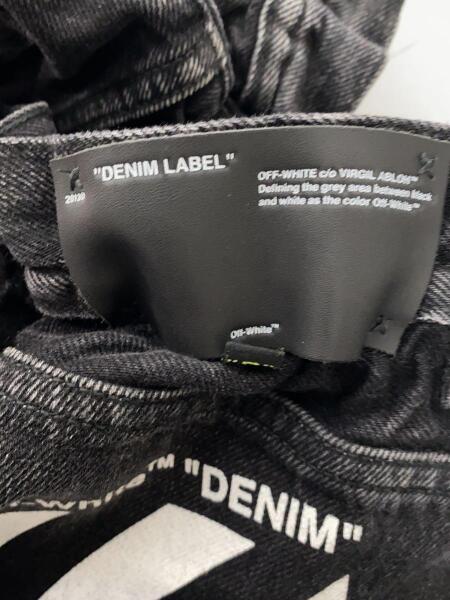 "DENIM LABEL"
OFF-WHITE c/o VIRGIL ABLOH™
Defining the grey area between black
and white as the color Off-White™
Off-White™
"DENIM"